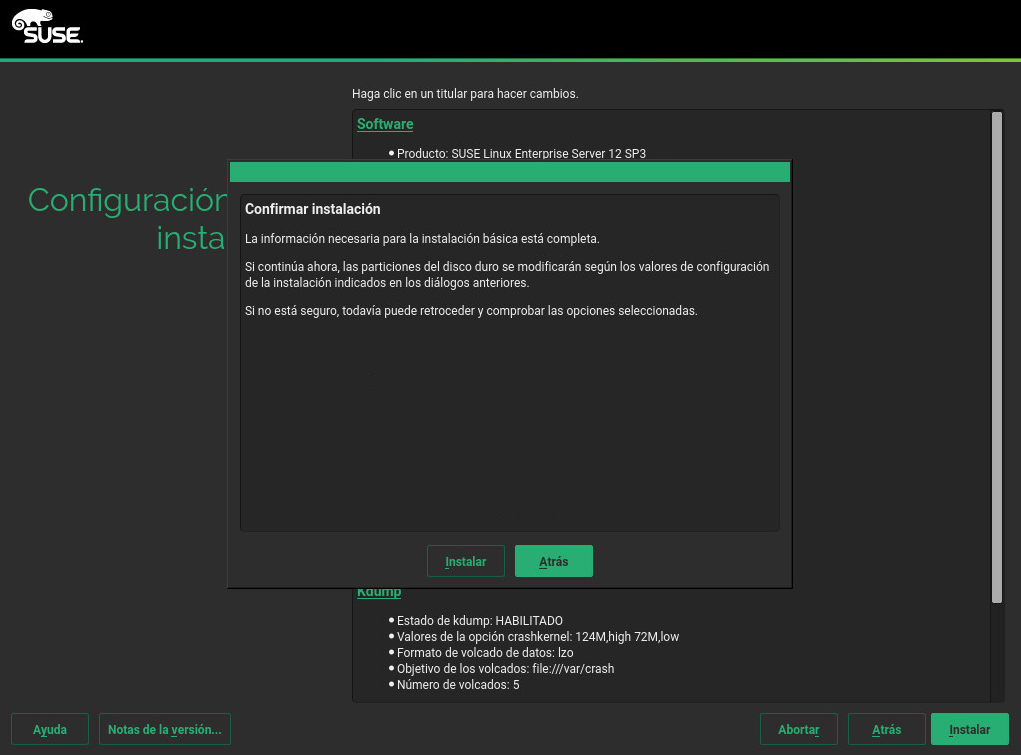 SUSE.
Haga clic en un titular para hacer cambios.
Software
Producto: SUSE Linux Enterprise Server 12 SP3
Configuración
insta
Confirmar instalación
La información necesaria para la instalación básica está completa.
Si continúa ahora, las particiones del disco duro se modificarán según los valores de configuración
de la instalación indicados en los diálogos anteriores.
Si no está seguro, todavía puede retroceder y comprobar las opciones seleccionadas.
Instalar Atrás
Kdump
Estado de kdump: HABILITADO
Valores de la opción crashkernel: 124M,high 72M,low
Formato de volcado de datos: lzo
Objetivo de los volcados: file:///var/crash
Número de volcados: 5
Ayuda Notas de la versión... Abortar Atrás Instalar